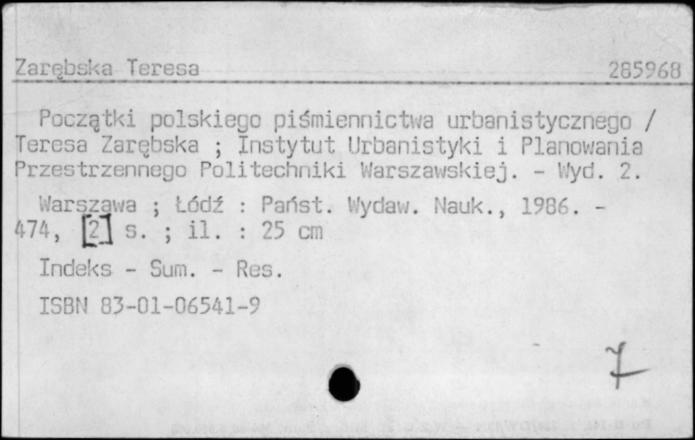 Zarębska Teresa 285968
Początki polskiego piśmiennictwa urbanistycznego /
Teresa Zarębska ; Instytut Urbanistyki i Planowania
Przestrzennego Politechniki Warszawskiej. - Wyd. 2.
Warszawa ; Łódź : Państ. Wydaw. Nauk., 1986. -
474, [2] s. ; il. : 25 cm
Indeks - Sum. - Res.
ISBN 83-01-06541-9
7